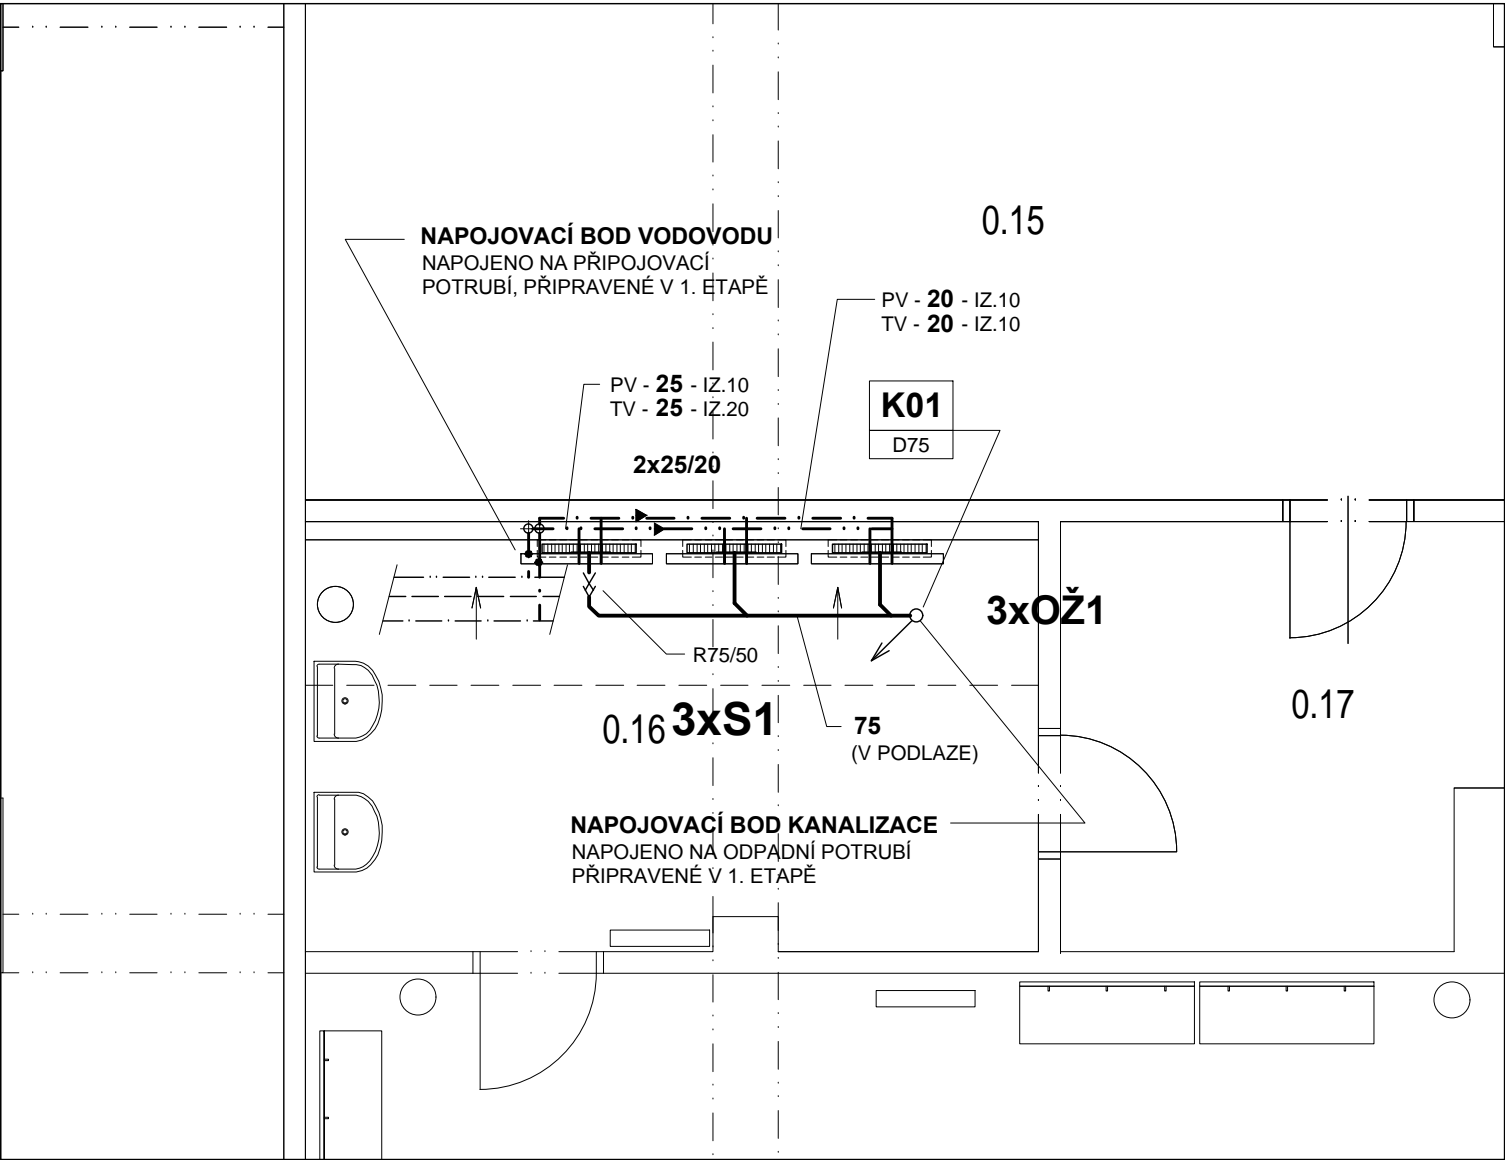 0.15
NAPOJOVACÍ BOD VODOVODU
NAPOJENO NA PŘIPOJOVACÍ
POTRUBÍ, PŘIPRAVENÉ V 1. ETAPĚ
PV - 20 - IZ.10
TV - 20 - IZ.10
PV - 25 - IZ.10
TV - 25 - IZ.20
K01
D75
2x25/20
3xOŽ1
R75/50
0.16
3xS1
75
(V PODLAZE)
0.17
NAPOJOVACÍ BOD KANALIZACE
NAPOJENO NA ODPADNÍ POTRUBÍ
PŘIPRAVENÉ V 1. ETAPĚ